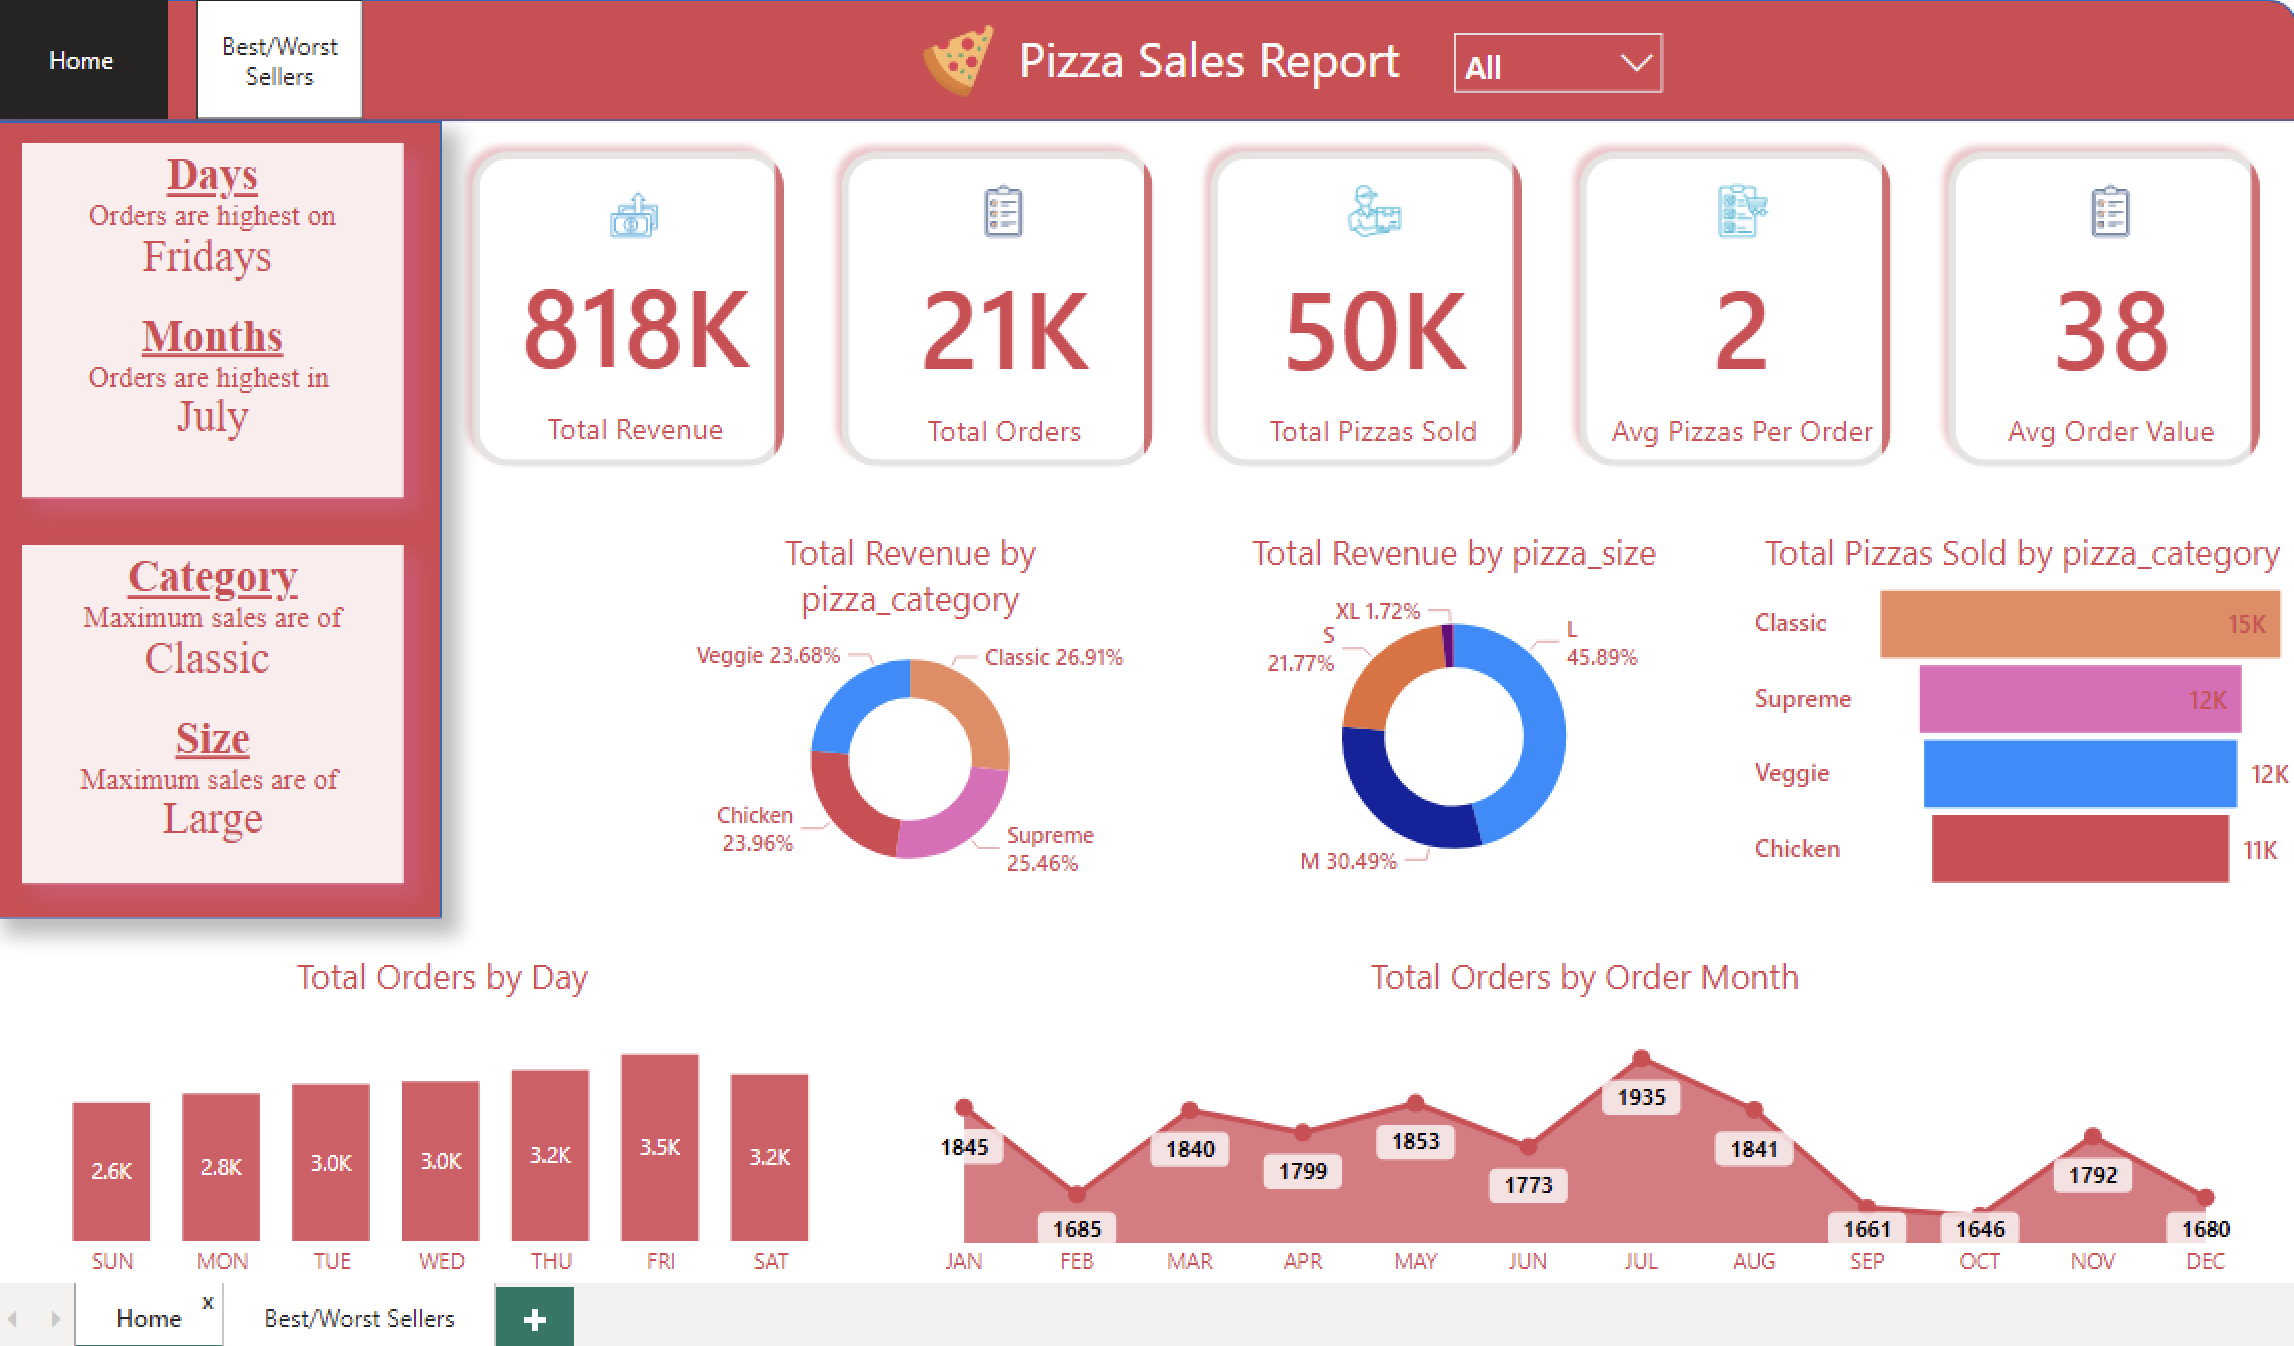 Home
Best/Worst
Sellers
Pizza Sales Report
All
Days
Orders are highest on
Fridays
Months
Orders are highest in
July
Category
Maximum sales are of
Classic
Size
Maximum sales are of
Large
818K
Total Revenue
21K
Total Orders
50K
Total Pizzas Sold
2
Avg Pizzas Per Order
38
Avg Order Value
Total Revenue by
pizza_category
Veggie 23.68%
Classic 26.91%
Chicken
23.96%
Supreme
25.46%
Total Revenue by pizza_size
XL 1.72%
S
21.77%
L
45.89%
M 30.49%
Total Pizzas Sold by pizza_category
Classic 15K
Supreme 12K
Veggie 12K
Chicken 11K
Total Orders by Day
2.6K 2.8K 3.0K 3.0K 3.2K 3.5K 3.2K
SUN MON TUE WED THU FRI SAT
Total Orders by Order Month
1845 1685 1840 1799 1853 1773 1935 1841 1661 1646 1792 1680
JAN FEB MAR APR MAY JUN JUL AUG SEP OCT NOV DEC
Home x Best/Worst Sellers +